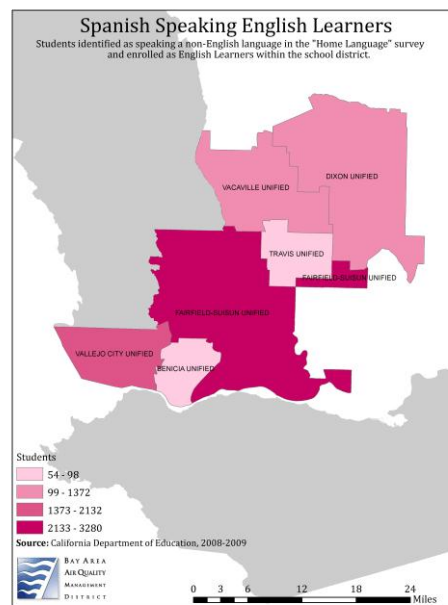 Spanish Speaking English Learners
Students identified as speaking a non-English language in the "Home Language" survey
and enrolled as English Learners within the school district.
DIXON UNIFIED
VACAVILLE UNIFIED
TRAVIS UNIFIED
FAIRFIELD-SUISUN UNIFIED
FAIRFIELD-SUISUN UNIFIED
VALLEJO CITY UNIFIED
BENICIA UNIFIED
Students
54 - 98
99 - 1372
1373 - 2132
2133 - 3280
Source: California Department of Education, 2008-2009
BAY AREA
AIR QUALITY
MANAGEMENT
DISTRICT
0 3 6 12 18 24
Miles